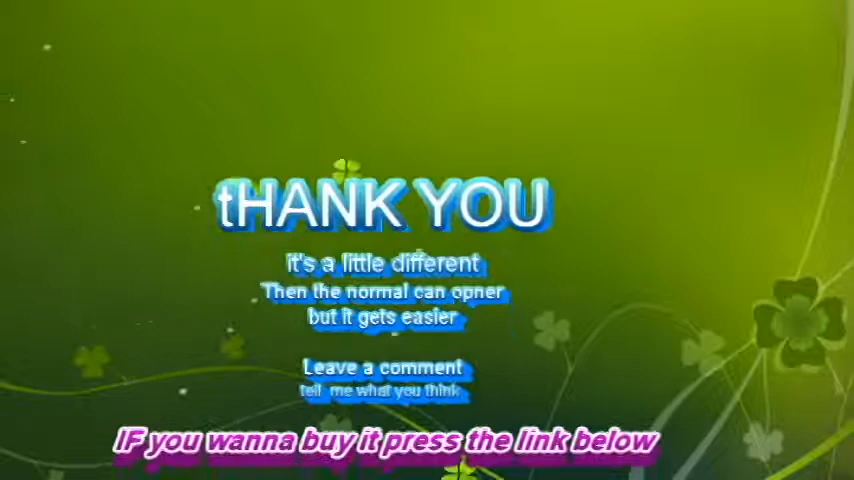 tHANK YOU
it's a little different
Then the normal can opner
but it gets easier
Leave a comment
tell me what you think
IF you wanna buy it press the link below